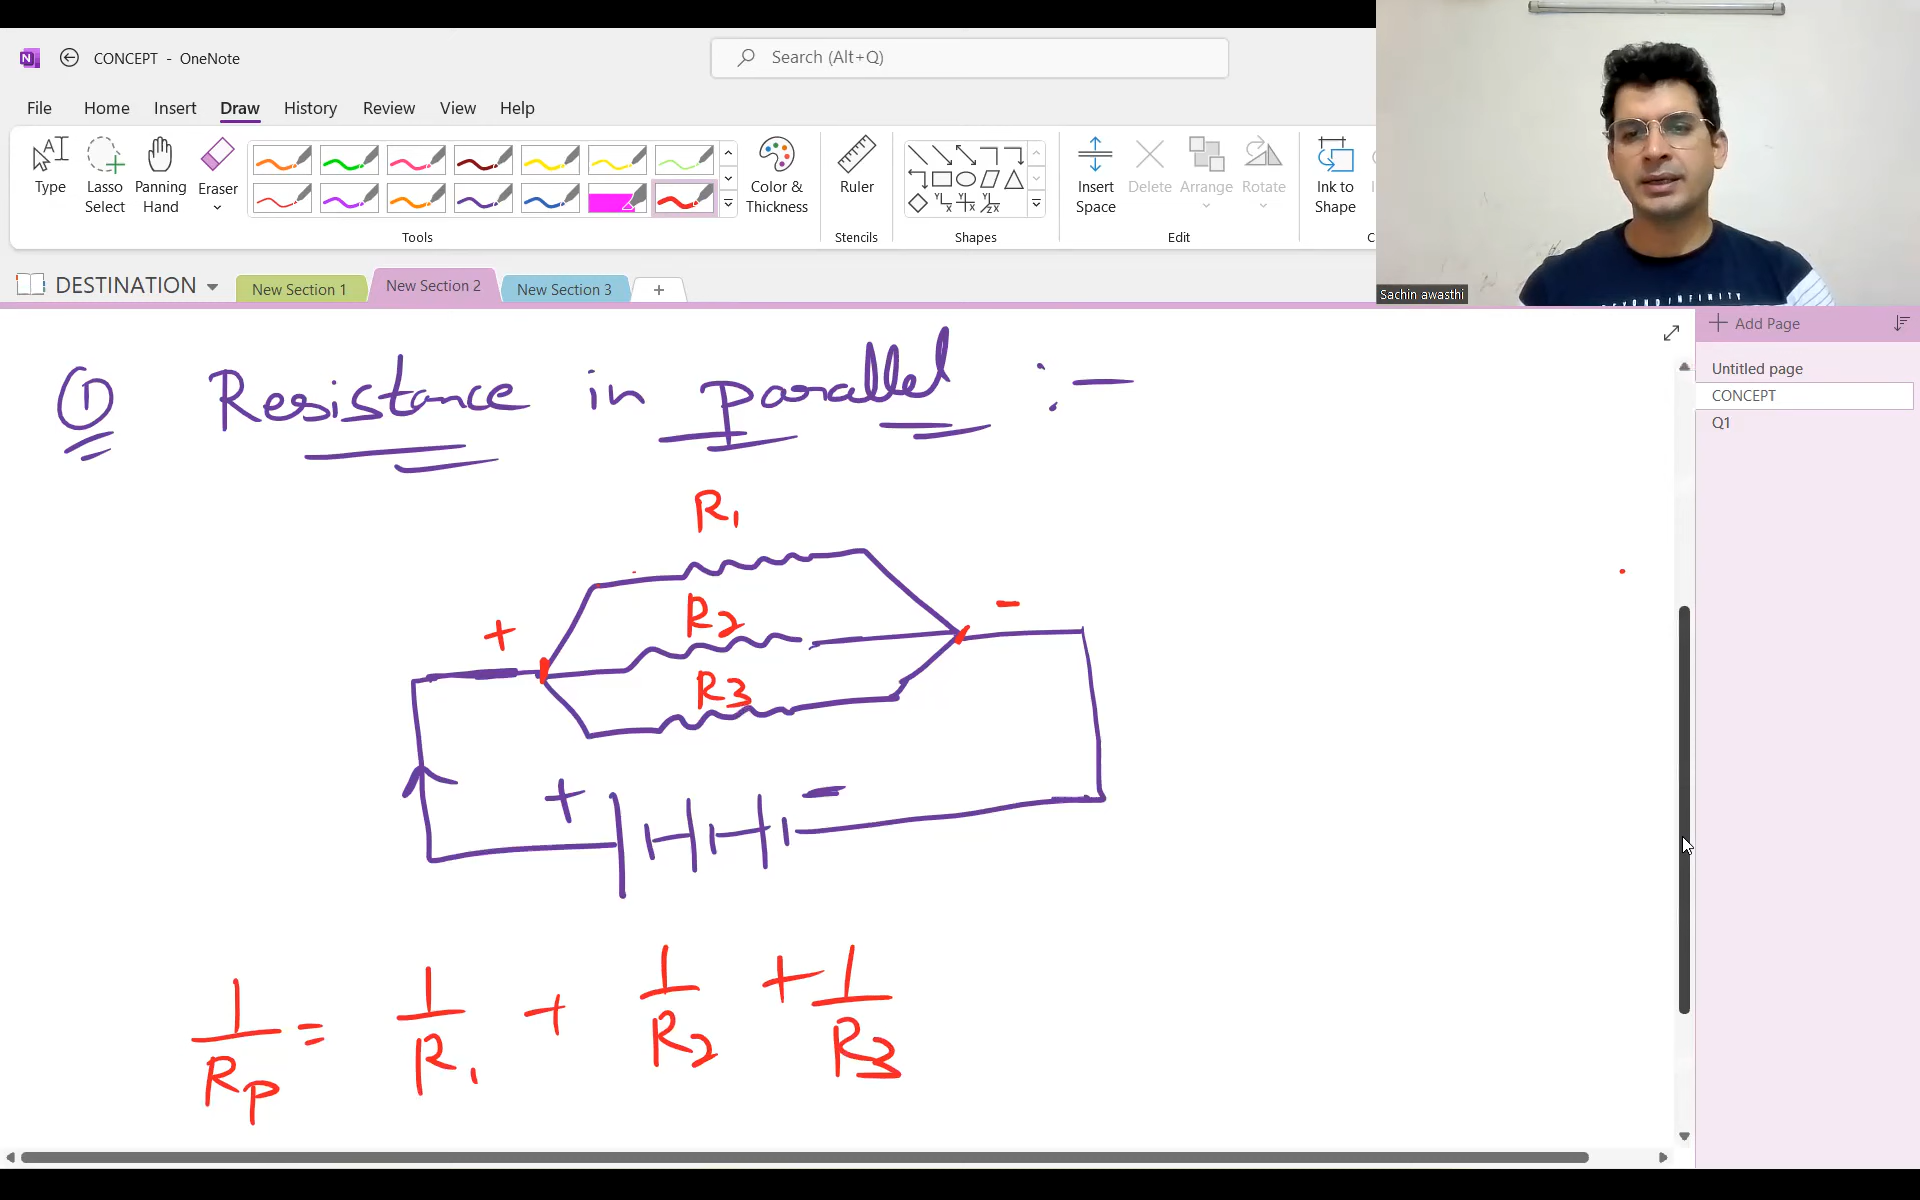 CONCEPT - OneNote
Search (Alt+Q)
File Home Insert Draw History Review View Help
Type
Lasso Select
Panning Hand
Eraser
Color & Thickness
Ruler
Insert Space
Delete
Arrange
Rotate
Ink to Shape
Tools
Stencils
Shapes
Edit
BEYOND INFINITY
Sachin awasthi
DESTINATION
New Section 1
New Section 2
New Section 3
+
Add Page
Untitled page
CONCEPT
Q1
① Resistance in parallel :-
R1
R2
R3
+ -
+ -
1/Rp = 1/R1 + 1/R2 + 1/R3